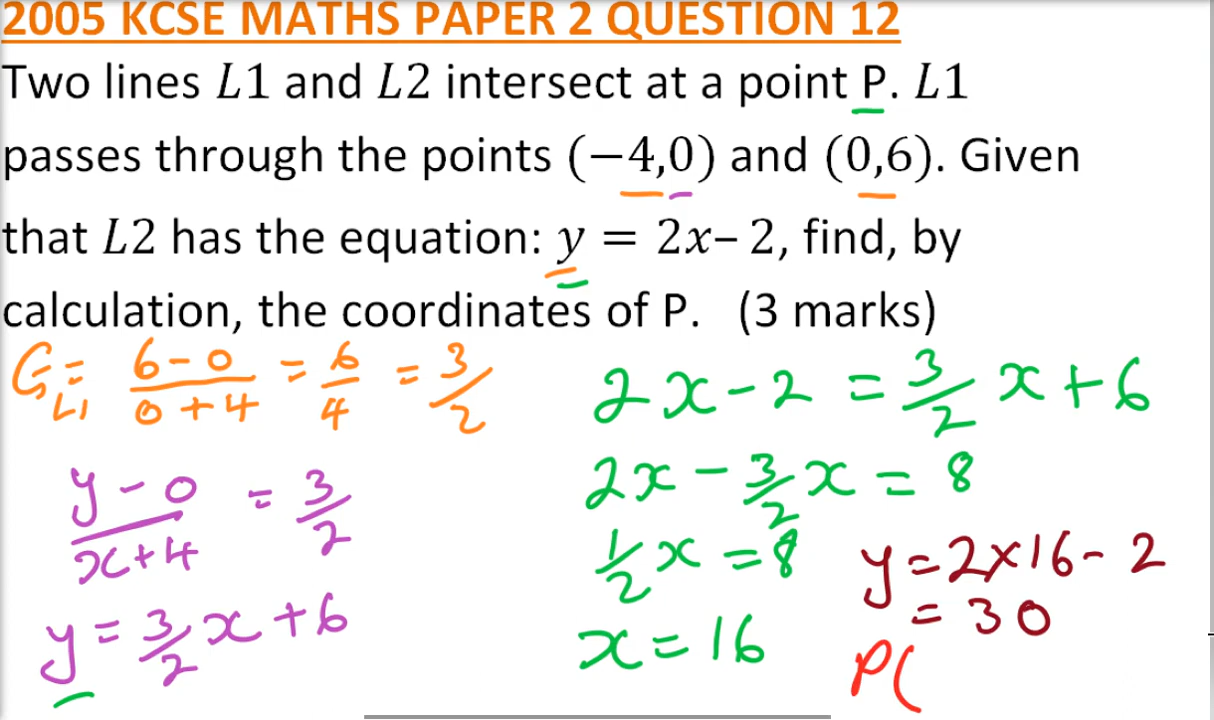 2005 KCSE MATHS PAPER 2 QUESTION 12
Two lines L1 and L2 intersect at a point P. L1
passes through the points (−4,0) and (0,6). Given
that L2 has the equation: y = 2x– 2, find, by
calculation, the coordinates of P. (3 marks)
G_L1 = (6-0)/(0+4) = 6/4 = 3/2
(y-0)/(x+4) = 3/2
y = 3/2 x + 6
2x - 2 = 3/2 x + 6
2x - 3/2 x = 8
1/2 x = 8
x = 16
y = 2×16 - 2
= 30
P(